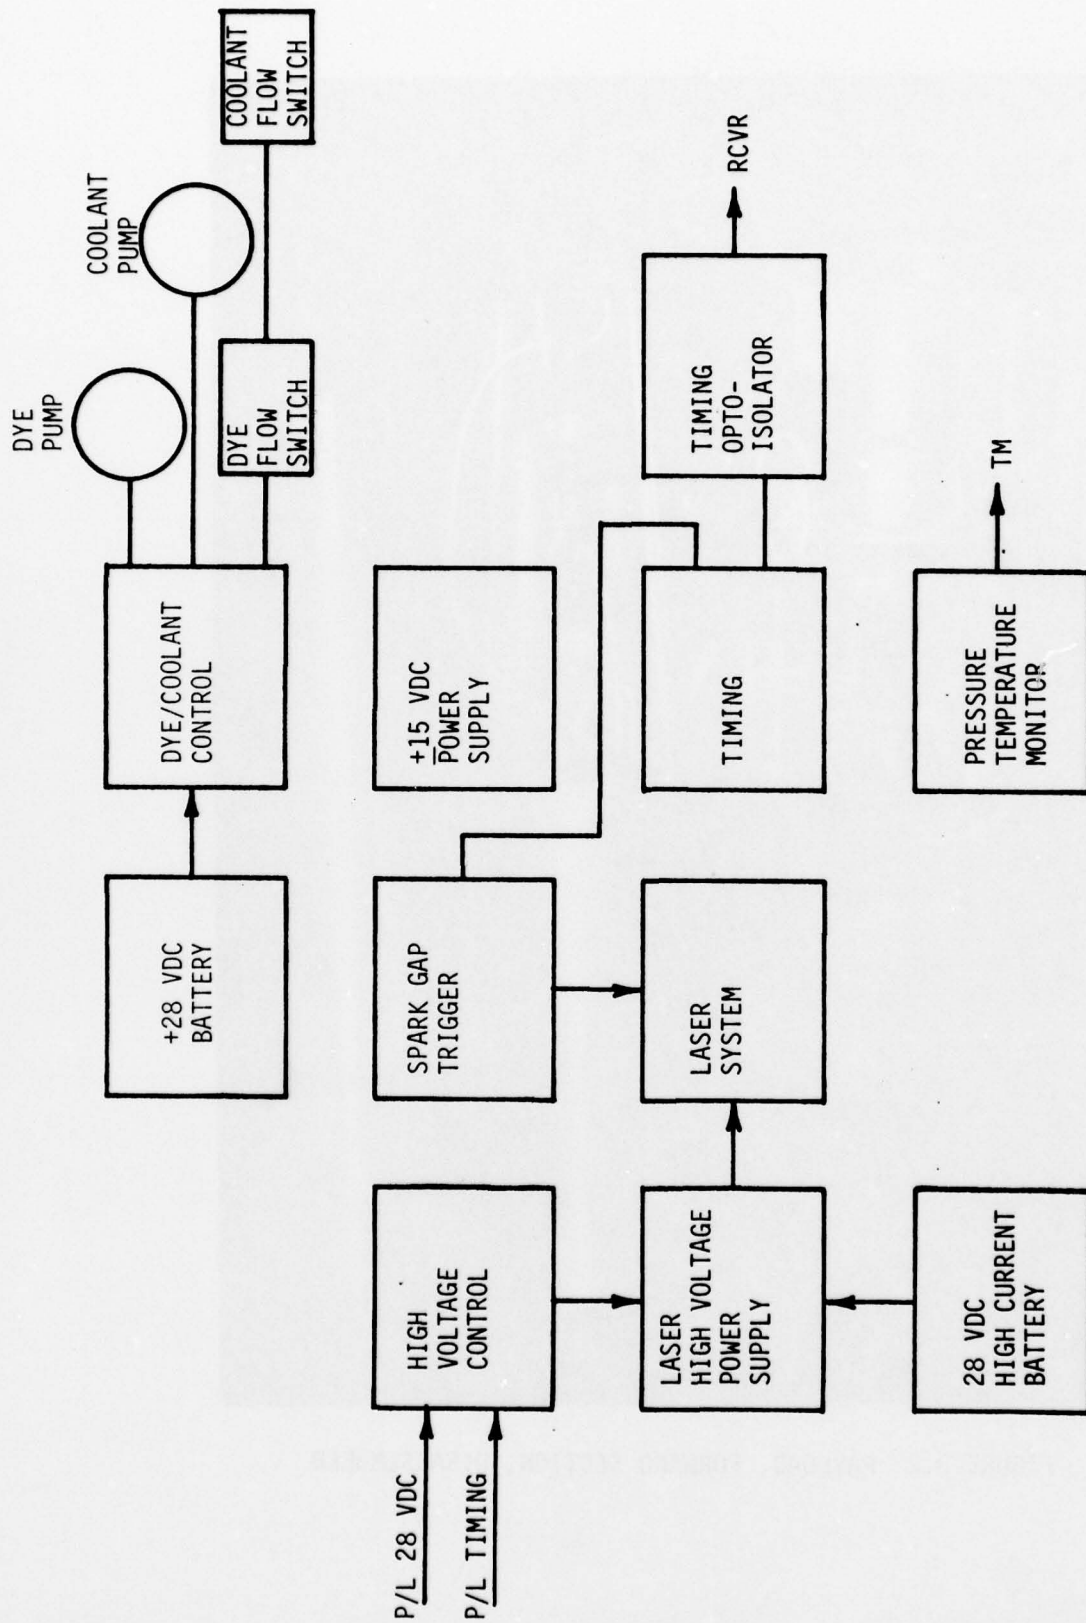 DYE
PUMP
COOLANT
PUMP
COOLANT
FLOW
SWITCH
+28 VDC
BATTERY
DYE/COOLANT
CONTROL
DYE
FLOW
SWITCH
P/L 28 VDC
P/L TIMING
HIGH
VOLTAGE
CONTROL
SPARK GAP
TRIGGER
±15 VDC
POWER
SUPPLY
LASER
HIGH VOLTAGE
POWER
SUPPLY
LASER
SYSTEM
TIMING
TIMING
OPTO-
ISOLATOR
RCVR
28 VDC
HIGH CURRENT
BATTERY
PRESSURE
TEMPERATURE
MONITOR
TM